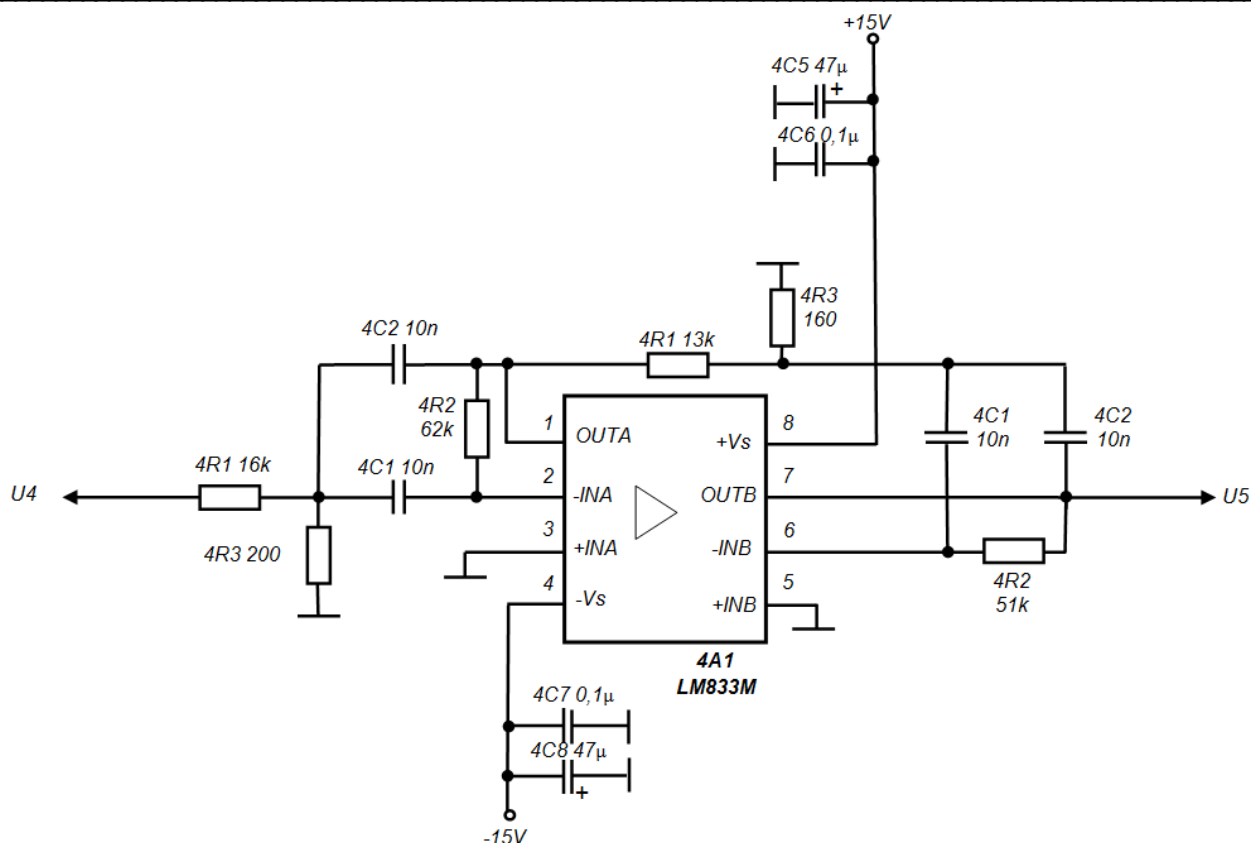 +15V
4C5 47µ
+
4C6 0,1µ
4R3
160
4C2 10n
4R1 13k
4R2
62k
4C1
10n
4C2
10n
1
OUTA
8
+Vs
4R1 16k
4C1 10n
U4
2
-INA
7
OUTB
U5
3
+INA
6
-INB
4R3 200
4R2
51k
4
-Vs
5
+INB
4A1
LM833M
4C7 0,1µ
4C8 47µ
+
-15V